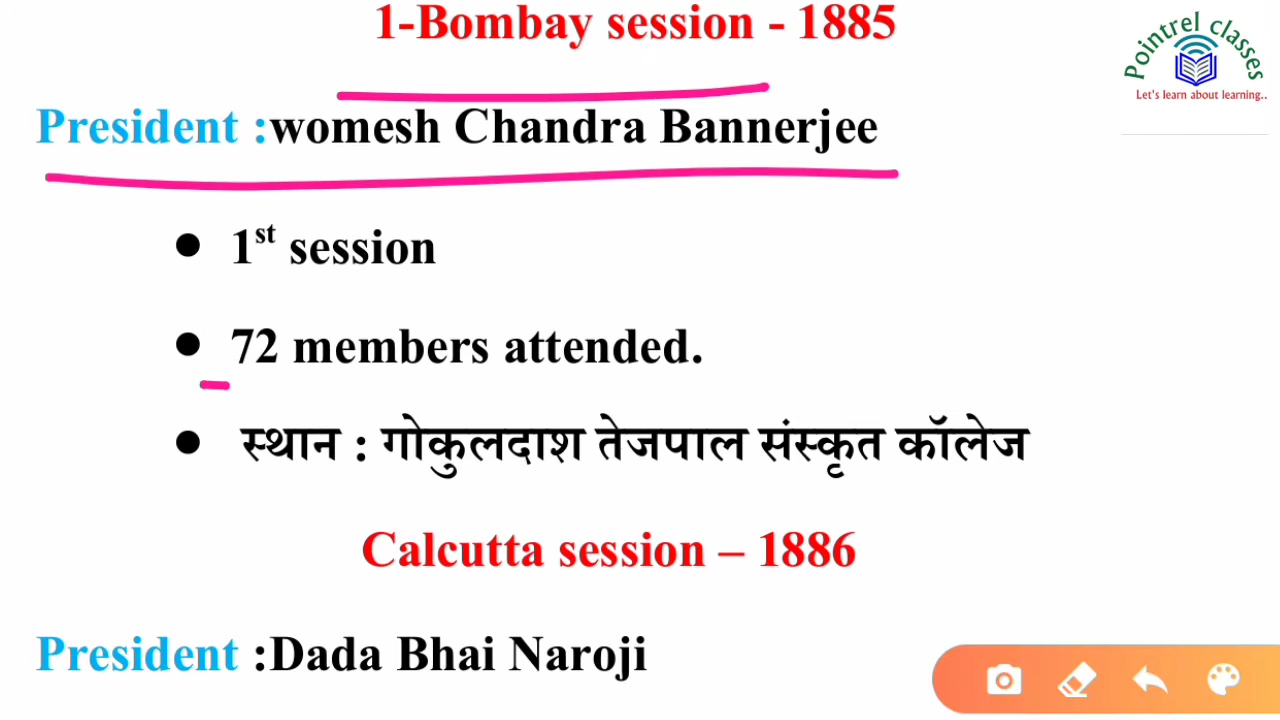 1-Bombay session - 1885
Pointrel classes
Let's learn about learning..
President :womesh Chandra Bannerjee
● 1st session
● 72 members attended.
● स्थान : गोकुलदाश तेजपाल संस्कृत कॉलेज
Calcutta session – 1886
President :Dada Bhai Naroji